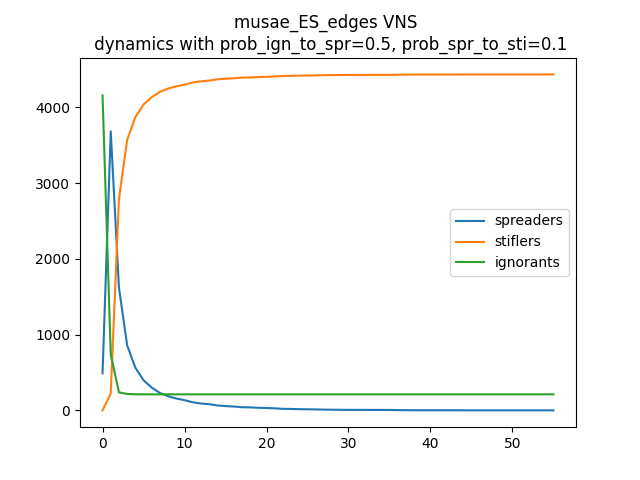 musae_ES_edges VNS
dynamics with prob_ign_to_spr=0.5, prob_spr_to_sti=0.1
4000
3000
2000
1000
0
spreaders
stiflers
ignorants
0 10 20 30 40 50